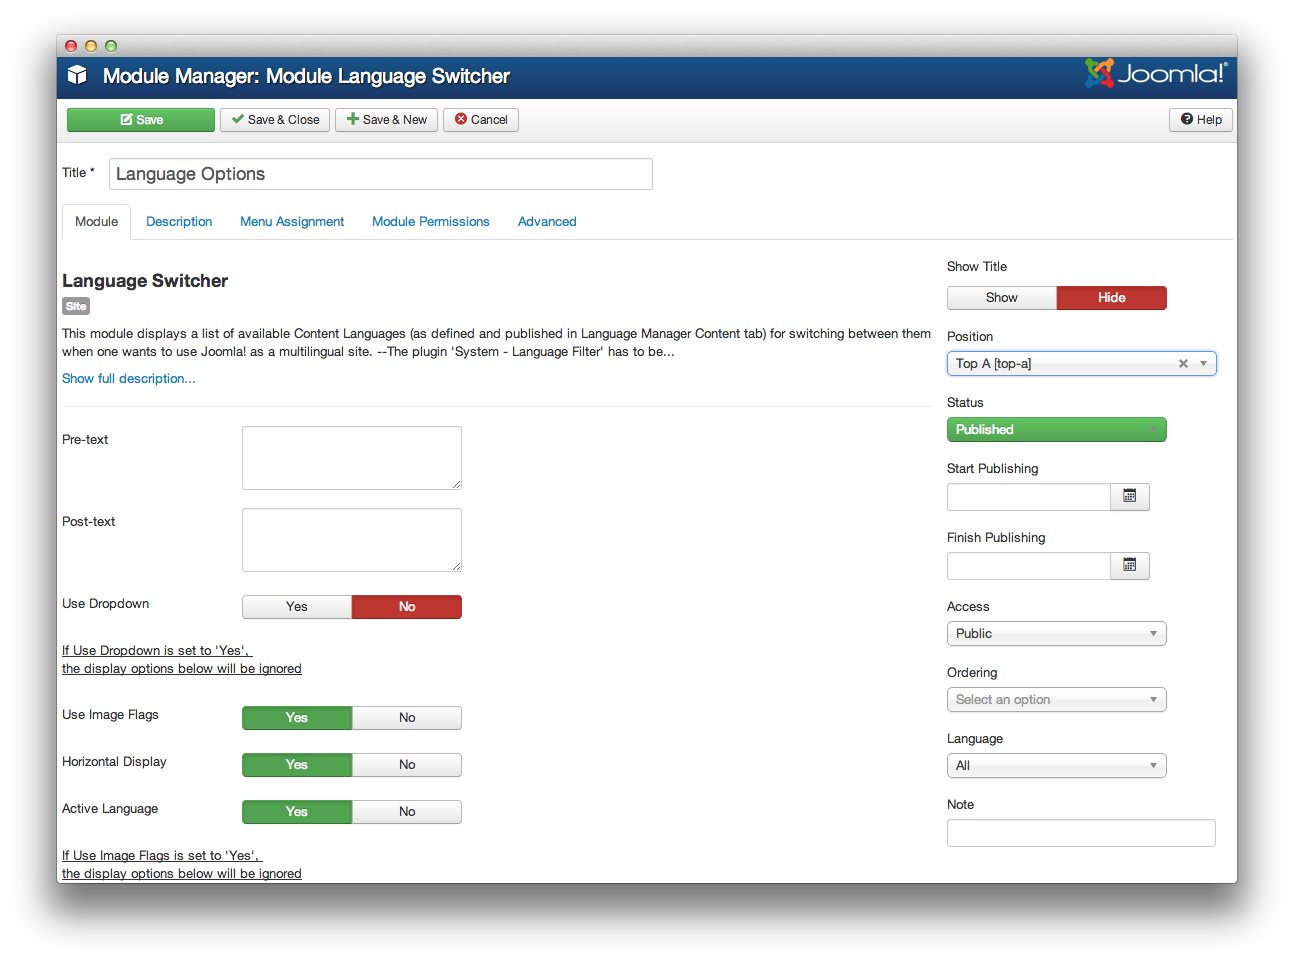 Module Manager: Module Language Switcher
Joomla!®
Save
Save & Close
Save & New
Cancel
Help
Title *
Language Options
Module
Description
Menu Assignment
Module Permissions
Advanced
Language Switcher
Site
This module displays a list of available Content Languages (as defined and published in Language Manager Content tab) for switching between them
when one wants to use Joomla! as a multilingual site. --The plugin 'System - Language Filter' has to be...
Show full description...
Pre-text
Post-text
Use Dropdown
Yes
No
If Use Dropdown is set to 'Yes',
the display options below will be ignored
Use Image Flags
Yes
No
Horizontal Display
Yes
No
Active Language
Yes
No
If Use Image Flags is set to 'Yes',
the display options below will be ignored
Show Title
Show
Hide
Position
Top A [top-a]
Status
Published
Start Publishing
Finish Publishing
Access
Public
Ordering
Select an option
Language
All
Note